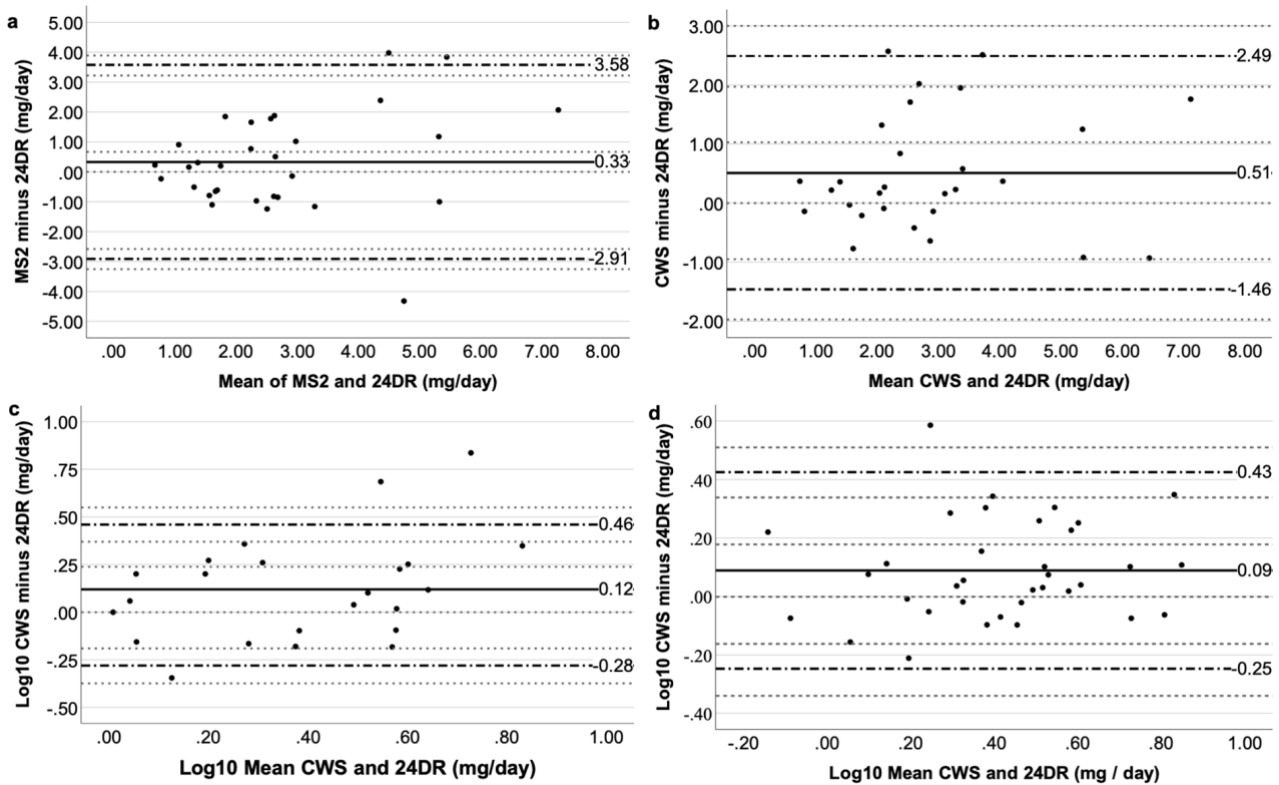 a
MS2 minus 24DR (mg/day)
5.00
4.00
3.00
2.00
1.00
.00
-1.00
-2.00
-3.00
-4.00
-5.00
3.58
0.33
-2.91
.00 1.00 2.00 3.00 4.00 5.00 6.00 7.00 8.00
Mean of MS2 and 24DR (mg/day)
b
CWS minus 24DR (mg/day)
3.00
2.00
1.00
.00
-1.00
-2.00
2.49
0.51
-1.46
.00 1.00 2.00 3.00 4.00 5.00 6.00 7.00 8.00
Mean CWS and 24DR (mg/day)
c
Log10 CWS minus 24DR (mg/day)
1.00
.75
.50
.25
.00
-.25
-.50
0.46
0.12
-0.28
.00 .20 .40 .60 .80 1.00
Log10 Mean CWS and 24DR (mg/day)
d
Log10 CWS minus 24DR (mg/day)
.60
.40
.20
.00
-.20
-.40
0.43
0.09
-0.25
-.20 .00 .20 .40 .60 .80 1.00
Log10 Mean CWS and 24DR (mg / day)